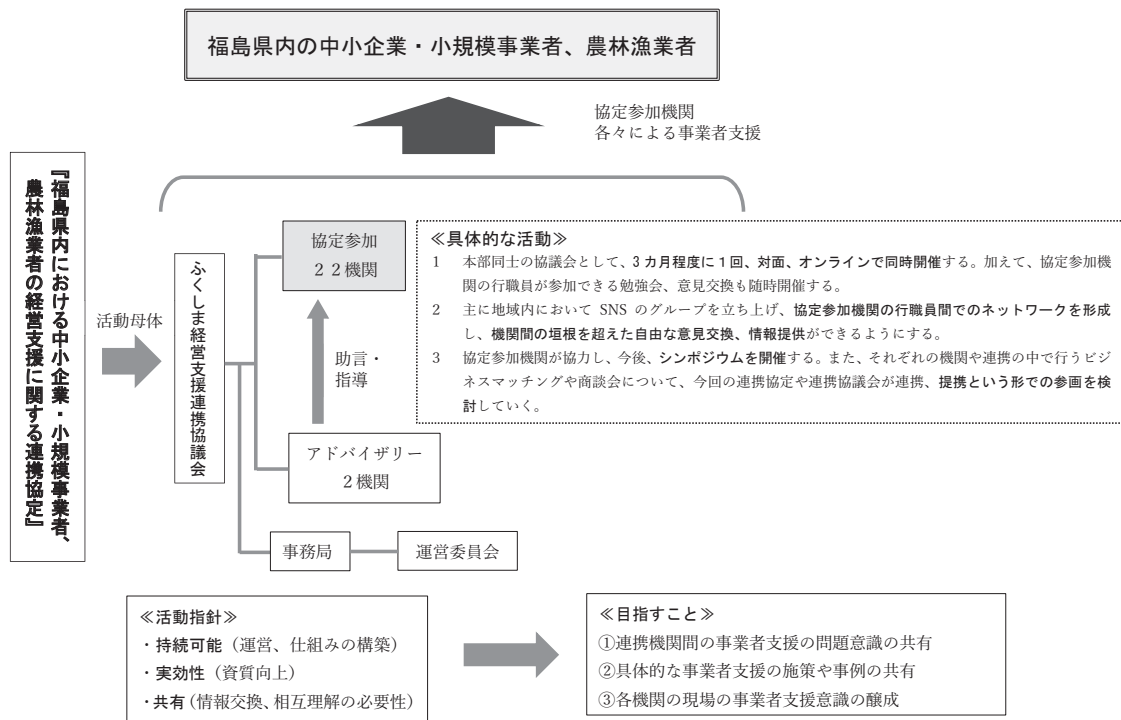 福島県内の中小企業・小規模事業者、農林漁業者
協定参加機関
各々による事業者支援
『福島県内における中小企業・小規模事業者、
農林漁業者の経営支援に関する連携協定』
活動母体
ふくしま経営支援連携協議会
協定参加
22機関
助言・
指導
アドバイザリー
2機関
事務局
運営委員会
≪具体的な活動≫
1 本部同士の協議会として、3カ月程度に1回、対面、オンラインで同時開催する。加えて、協定参加機
関の行職員が参加できる勉強会、意見交換も随時開催する。
2 主に地域内において SNS のグループを立ち上げ、協定参加機関の行職員間でのネットワークを形成
し、機関間の垣根を超えた自由な意見交換、情報提供ができるようにする。
3 協定参加機関が協力し、今後、シンポジウムを開催する。また、それぞれの機関や連携の中で行うビジ
ネスマッチングや商談会について、今回の連携協定や連携協議会が連携、提携という形での参画を検
討していく。
≪活動指針≫
・持続可能（運営、仕組みの構築）
・実効性（資質向上）
・共有（情報交換、相互理解の必要性）
≪目指すこと≫
①連携機関間の事業者支援の問題意識の共有
②具体的な事業者支援の施策や事例の共有
③各機関の現場の事業者支援意識の醸成